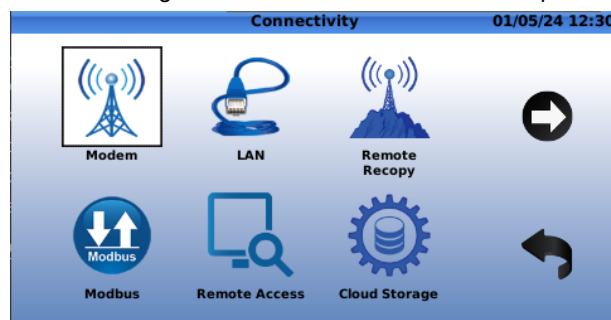 Connectivity 01/05/24 12:30
Modem LAN Remote
Recopy
Modbus
Modbus Remote Access Cloud Storage